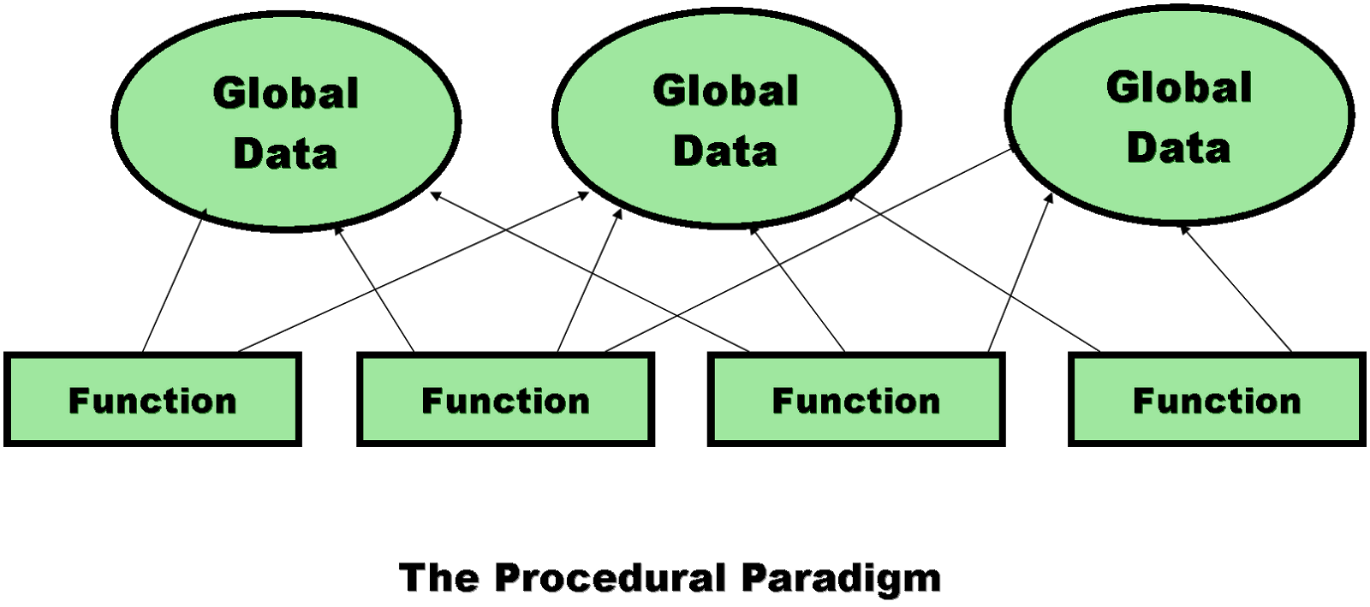 Global
Data
Global
Data
Global
Data
Function
Function
Function
Function
The Procedural Paradigm